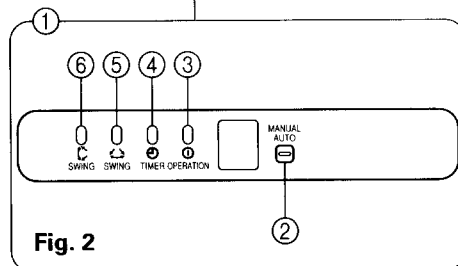 ①
⑥ ⑤ ④ ③
MANUAL
AUTO
SWING SWING TIMER OPERATION
②
Fig. 2